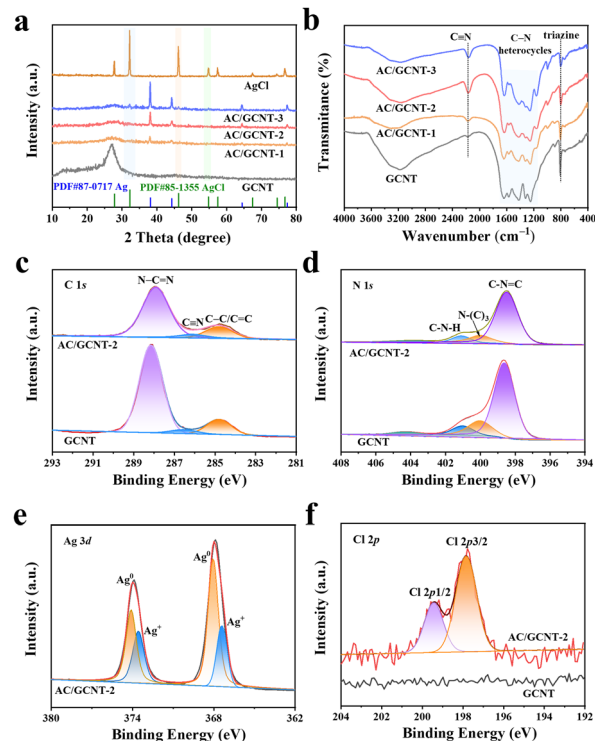 a
Intensity (a.u.)
AgCl
AC/GCNT-3
AC/GCNT-2
AC/GCNT-1
PDF#87-0717 Ag
PDF#85-1355 AgCl
GCNT
10 20 30 40 50 60 70 80
2 Theta (degree)
b
Transmitance (%)
C≡N
C−N
heterocycles
triazine
AC/GCNT-3
AC/GCNT-2
AC/GCNT-1
GCNT
4000 3600 3200 2800 2400 2000 1600 1200 800 400
Wavenumber (cm⁻¹)
c
Intensity (a.u.)
C 1s
N−C=N
C≡N
C−C/C=C
AC/GCNT-2
GCNT
293 291 289 287 285 283 281
Binding Energy (eV)
d
Intensity (a.u.)
N 1s
C-N=C
N-(C)₃
C-N-H
AC/GCNT-2
GCNT
408 406 404 402 400 398 396 394
Binding Energy (eV)
e
Intensity (a.u.)
Ag 3d
Ag⁰
Ag⁺
Ag⁰
Ag⁺
AC/GCNT-2
380 374 368 362
Binding Energy (eV)
f
Intensity (a.u.)
Cl 2p
Cl 2p3/2
Cl 2p1/2
AC/GCNT-2
GCNT
204 202 200 198 196 194 192
Binding Energy (eV)